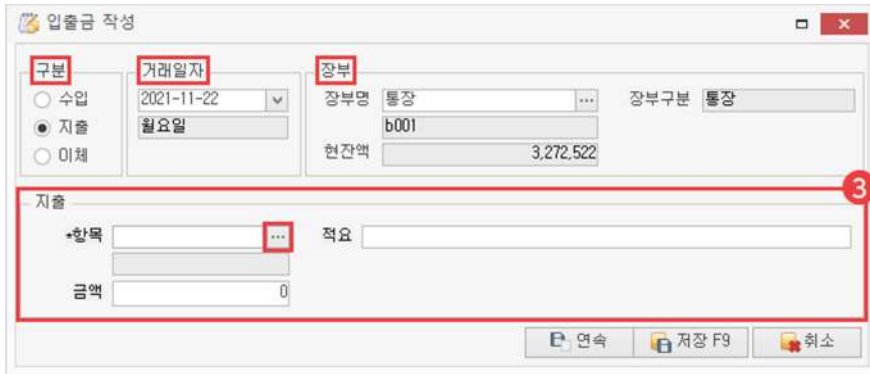 입출금 작성
구분 거래일자 장부
수입 2021-11-22 장부명 통장 ... 장부구분 통장
지출 월요일 b001
이체 현잔액 3,272,522
3
지출
*항목 ... 적요
금액 0
연속 저장 F9 취소